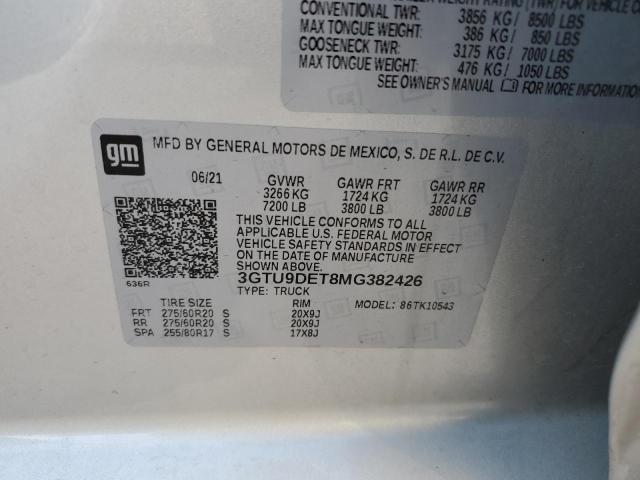 WEIGHT RATING (TWR) FOR VEHICLE
CONVENTIONAL TWR: 3856 KG/ 8500 LBS
MAX TONGUE WEIGHT: 386 KG/ 850 LBS
GOOSENECK TWR: 3175 KG/ 7000 LBS
MAX TONGUE WEIGHT: 476 KG/ 1050 LBS
SEE OWNER'S MANUAL FOR MORE INFORMATION
gm MFD BY GENERAL MOTORS DE MEXICO, S. DE R.L. DE C.V.
06/21 GVWR GAWR FRT GAWR RR
3266 KG 1724 KG 1724 KG
7200 LB 3800 LB 3800 LB
THIS VEHICLE CONFORMS TO ALL
APPLICABLE U.S. FEDERAL MOTOR
VEHICLE SAFETY STANDARDS IN EFFECT
ON THE DATE OF MANUFACTURE
SHOWN ABOVE.
636R 3GTU9DET8MG382426
TYPE: TRUCK
TIRE SIZE RIM MODEL: 86TK10543
FRT 275/60R20 S 20X9J
RR 275/60R20 S 20X9J
SPA 255/80R17 S 17X8J